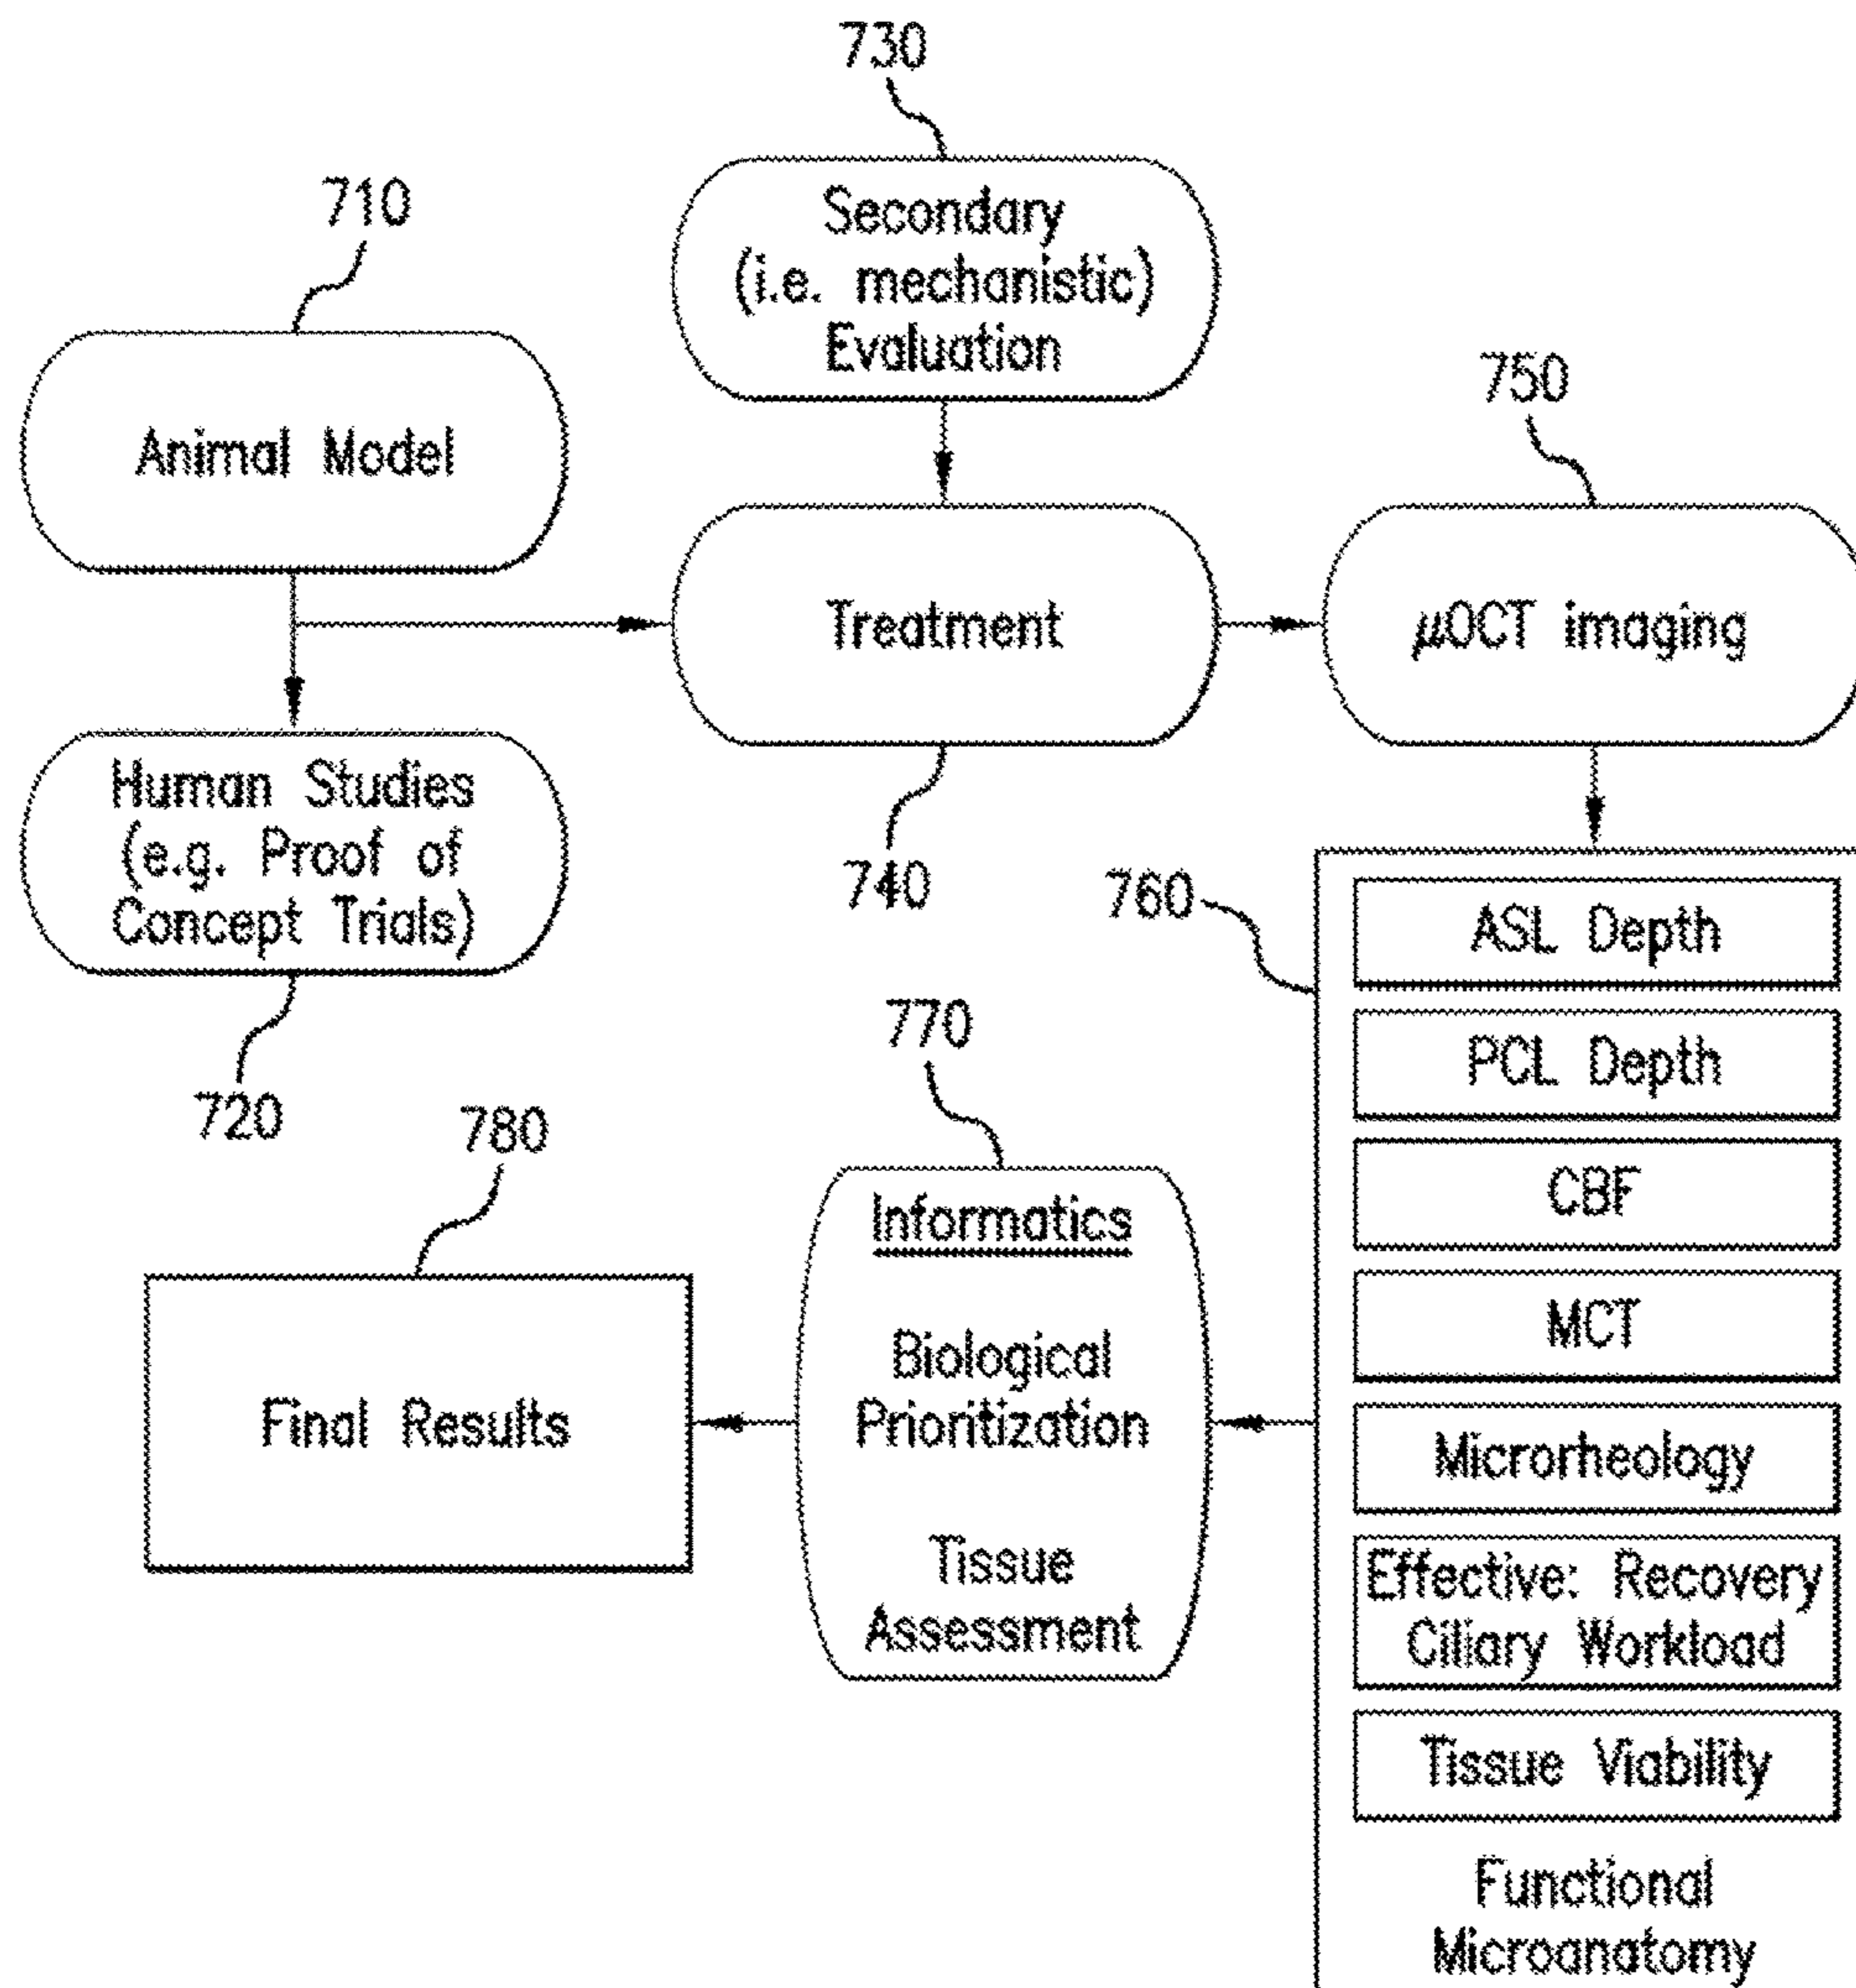 730
710
Secondary
(i.e. mechanistic)
Evaluation
750
Animal Model
Treatment
μOCT imaging
Human Studies
(e.g. Proof of
Concept Trials)
740
760
720
ASL Depth
PCL Depth
CBF
MCT
Microrheology
Effective: Recovery
Ciliary Workload
Tissue Viability
Functional
Microanatomy
770
Informatics
Biological
Prioritization
Tissue
Assessment
780
Final Results